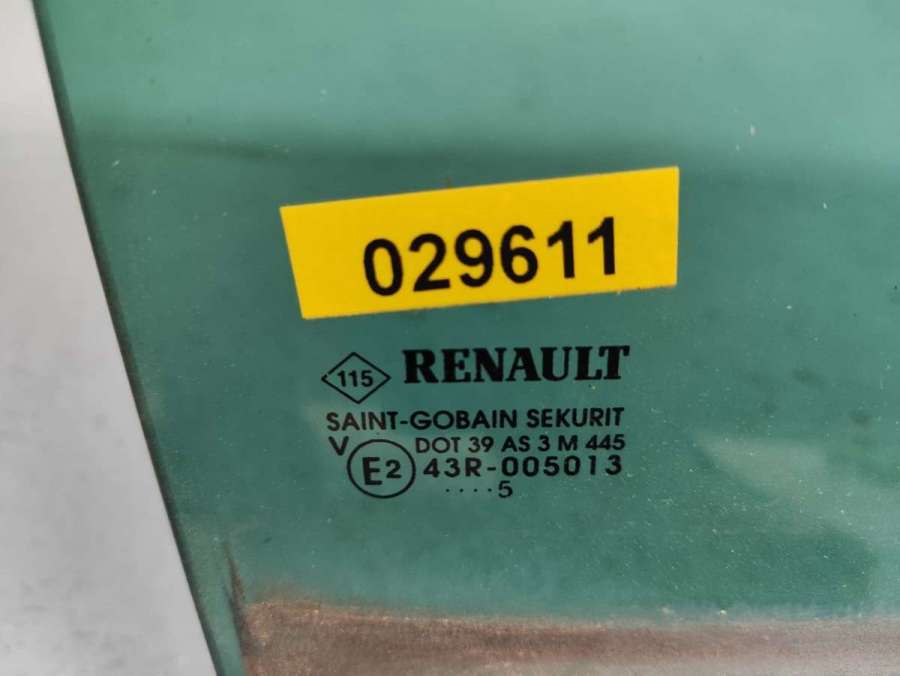 029611
115 RENAULT
SAINT-GOBAIN SEKURIT
V DOT 39 AS 3 M 445
E2 43R-005013
....5